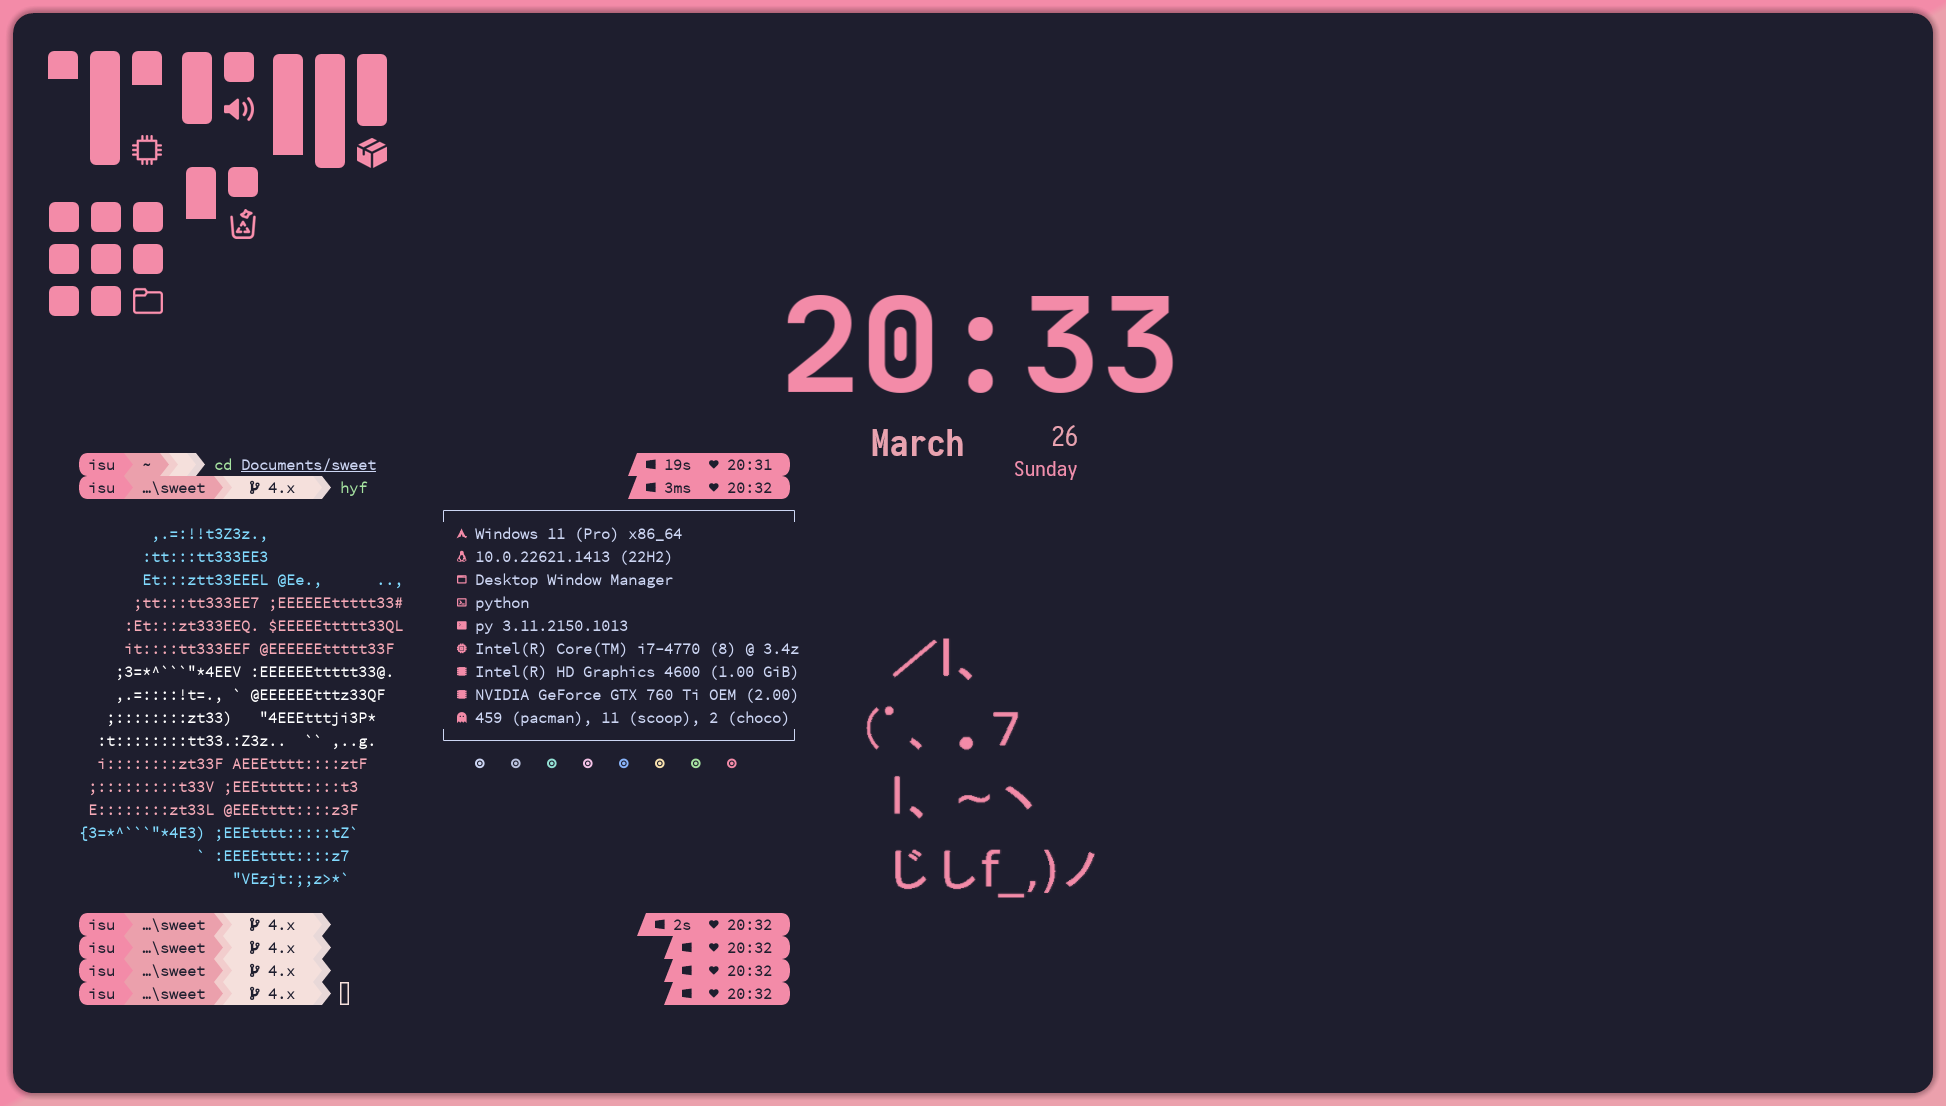 20:33
March
26
Sunday
isu ~ cd Documents/sweet 19s 20:31
isu …\sweet 4.x hyf 3ms 20:32
,.=:!!t3Z3z.,
:tt:::tt333EE3
Et:::ztt33EEEL @Ee., ..,
;tt:::tt333EE7 ;EEEEEEttttt33#
:Et:::zt333EEQ. $EEEEEttttt33QL
it::::tt333EEF @EEEEEEttttt33F
;3=*^```"*4EEV :EEEEEEttttt33@.
,.=::::!t=., ` @EEEEEEtttz33QF
;::::::::zt33) "4EEEtttji3P*
:t::::::::tt33.:Z3z.. `` ,..g.
i::::::::zt33F AEEEtttt::::ztF
;:::::::::t33V ;EEEttttt::::t3
E::::::::zt33L @EEEtttt::::z3F
{3=*^```"*4E3) ;EEEtttt:::::tZ`
` :EEEEtttt::::z7
"VEzjt:;;z>*`
Windows 11 (Pro) x86_64
10.0.22621.1413 (22H2)
Desktop Window Manager
python
py 3.11.2150.1013
Intel(R) Core(TM) i7-4770 (8) @ 3.4z
Intel(R) HD Graphics 4600 (1.00 GiB)
NVIDIA GeForce GTX 760 Ti OEM (2.00)
459 (pacman), 11 (scoop), 2 (choco)
isu …\sweet 4.x 2s 20:32
isu …\sweet 4.x 20:32
isu …\sweet 4.x 20:32
isu …\sweet 4.x 20:32
／l、
(ﾟ､ 。７
l、~ヽ
じしf_,)ノ